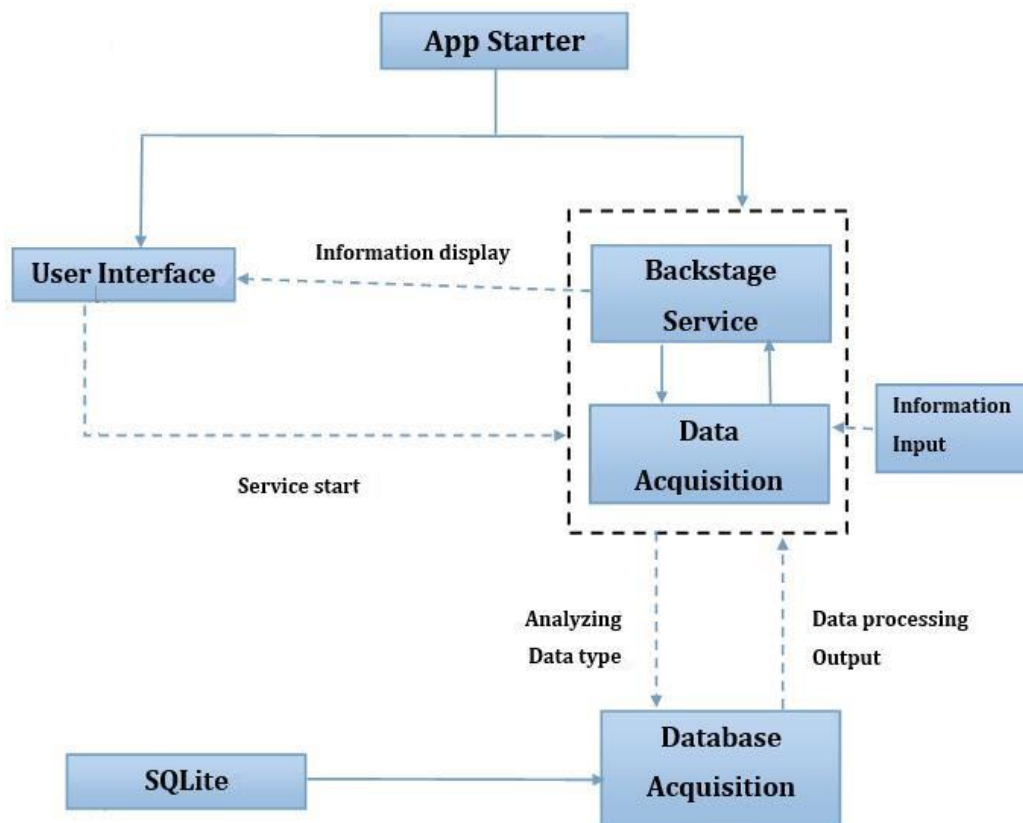 App Starter
Information display
User Interface
Backstage
Service
Information
Input
Data
Acquisition
Service start
Analyzing
Data type
Data processing
Output
Database
Acquisition
SQLite